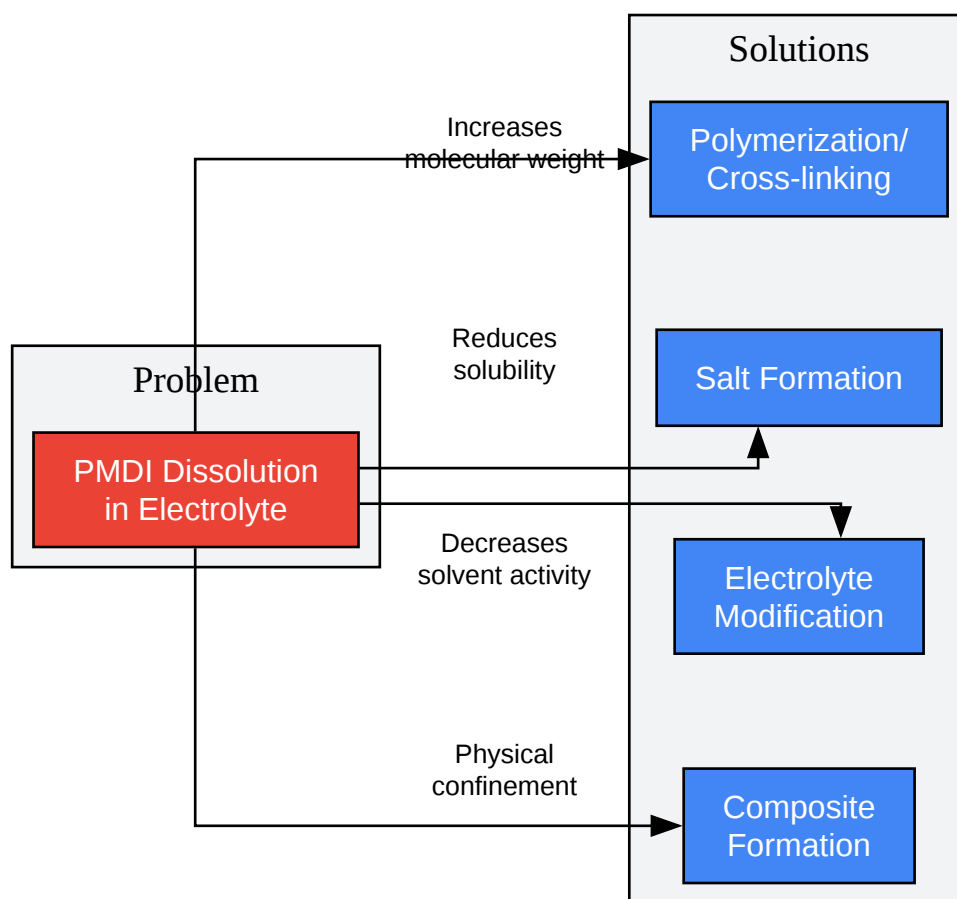 Solutions
Increases
molecular weight
Polymerization/
Cross-linking
Reduces
solubility
Salt Formation
Problem
PMDI Dissolution
in Electrolyte
Decreases
solvent activity
Electrolyte
Modification
Physical
confinement
Composite
Formation